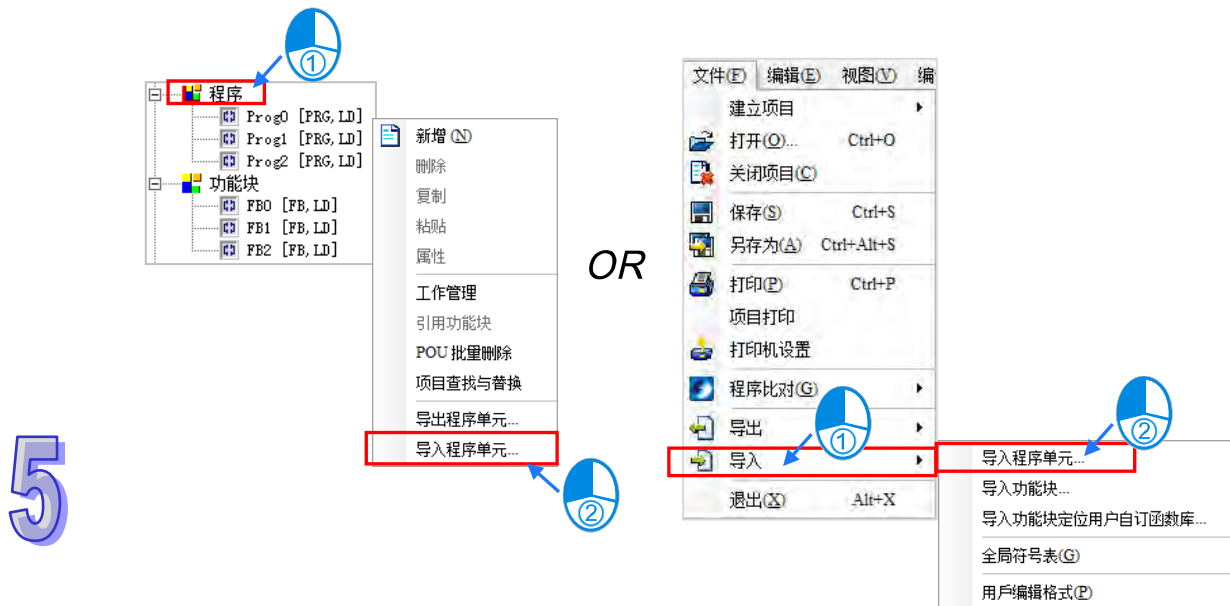 ①
程序
Prog0 [PRG, LD]
Prog1 [PRG, LD]
Prog2 [PRG, LD]
功能块
FB0 [FB, LD]
FB1 [FB, LD]
FB2 [FB, LD]
新增(N)
删除
复制
粘贴
属性
工作管理
引用功能块
POU 批量删除
项目查找与替换
导出程序单元...
导入程序单元...
②
5
OR
文件(F) 编辑(E) 视图(V) 编
建立项目
打开(O)... Ctrl+O
关闭项目(C)
保存(S) Ctrl+S
另存为(A) Ctrl+Alt+S
打印(P) Ctrl+P
项目打印
打印机设置
程序比对(G)
导出
①
导入
退出(X) Alt+X
②
导入程序单元...
导入功能块...
导入功能块定位用户自订函数库...
全局符号表(G)
用戶编辑格式(P)